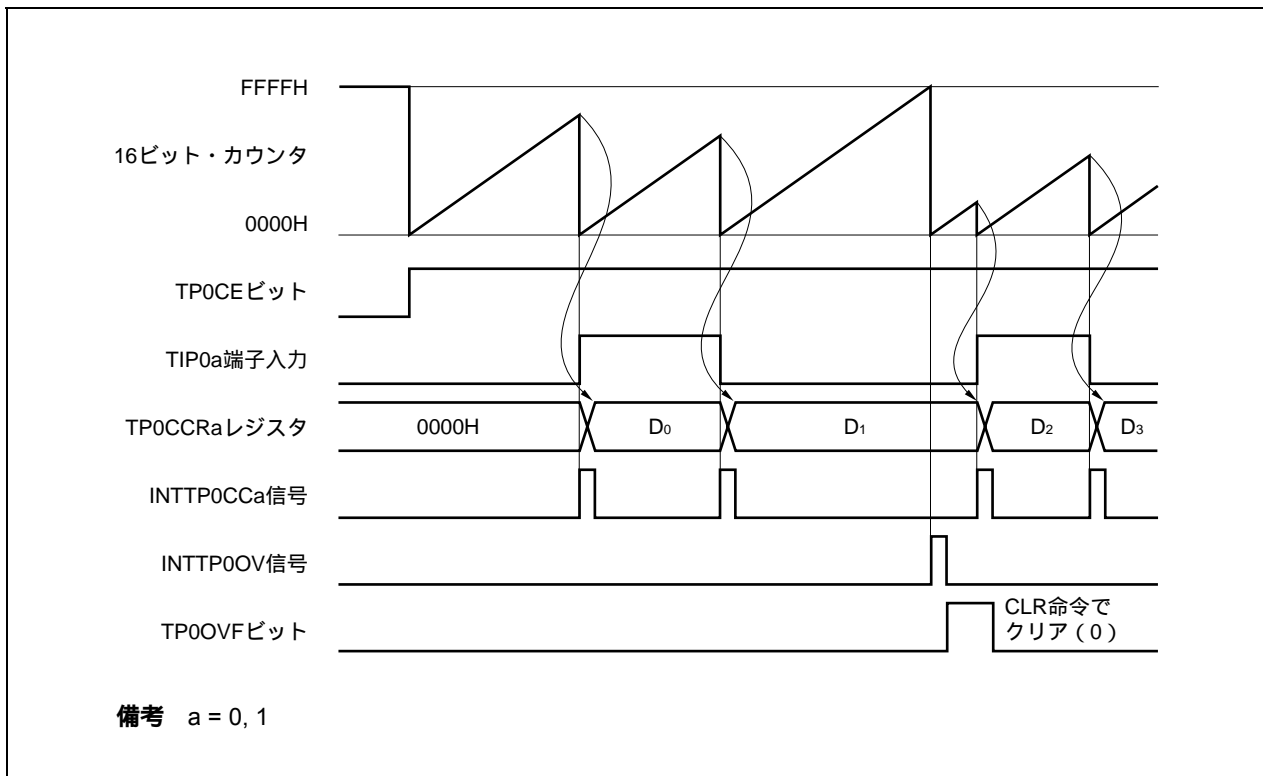 FFFFH
16ビット・カウンタ
0000H
TP0CEビット
TIP0a端子入力
TP0CCRaレジスタ
0000H
D0
D1
D2
D3
INTTP0CCa信号
INTTP0OV信号
TP0OVFビット
CLR命令で
クリア（0）
備考 a = 0, 1